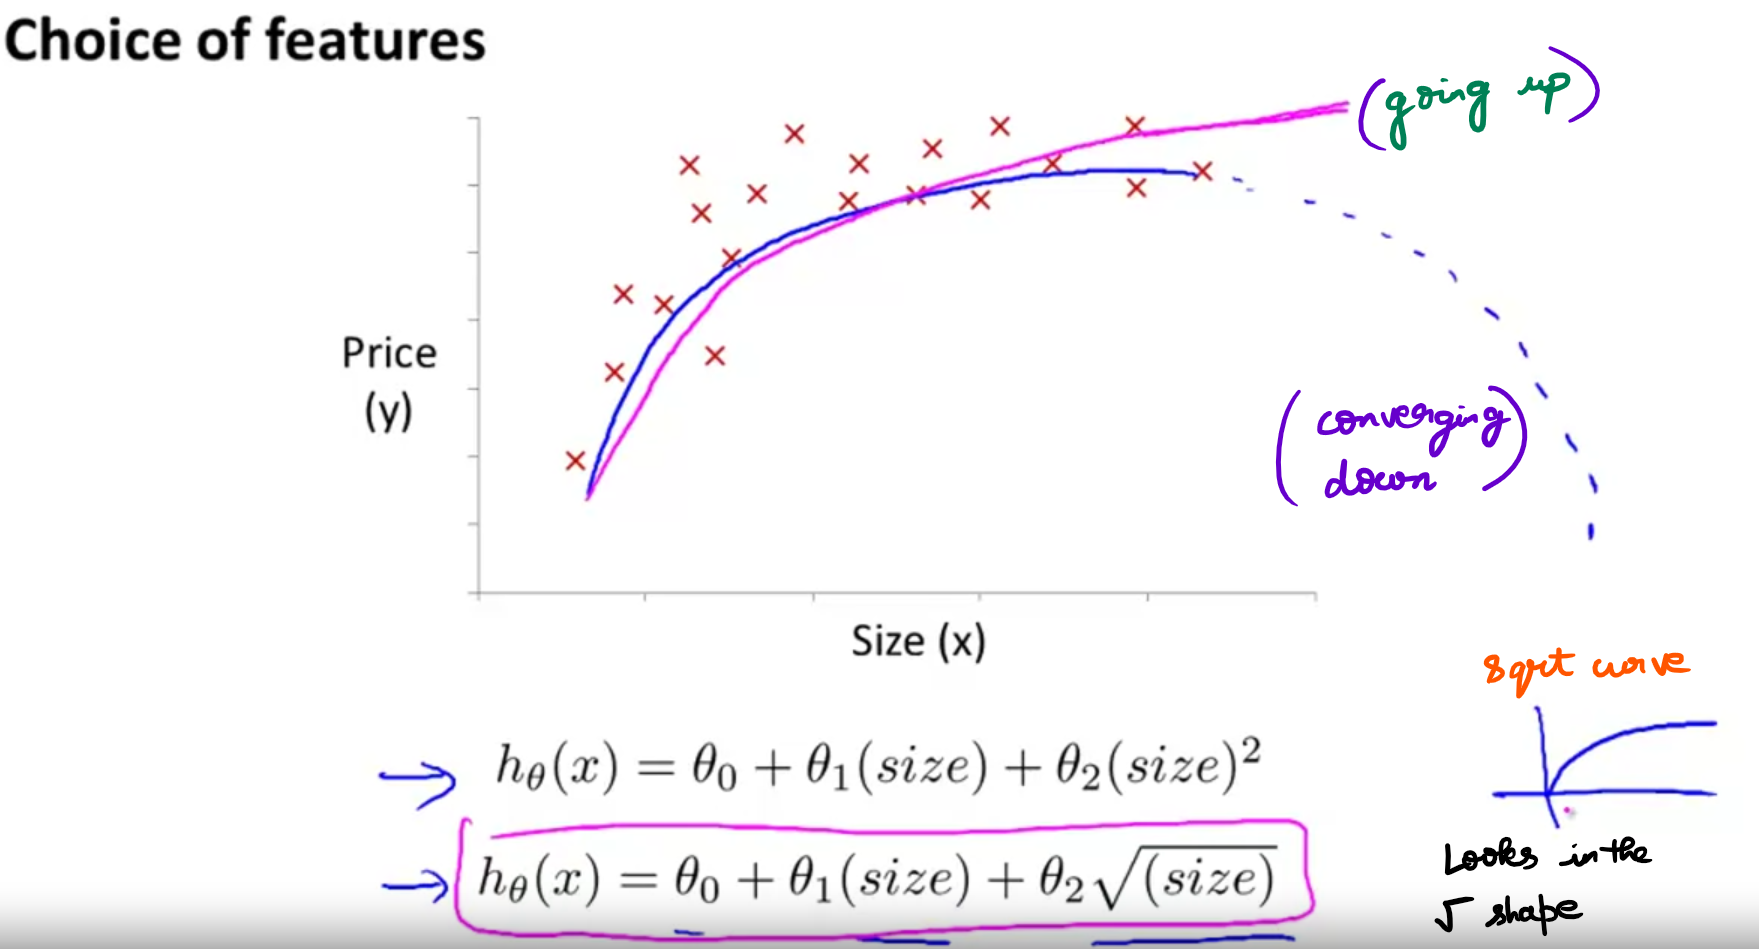 Choice of features
(going up)
Price
(y)
(converging
down)
Size (x)
sqrt curve
hθ(x) = θ0 + θ1(size) + θ2(size)²
hθ(x) = θ0 + θ1(size) + θ2√(size)
Looks in the
√ shape